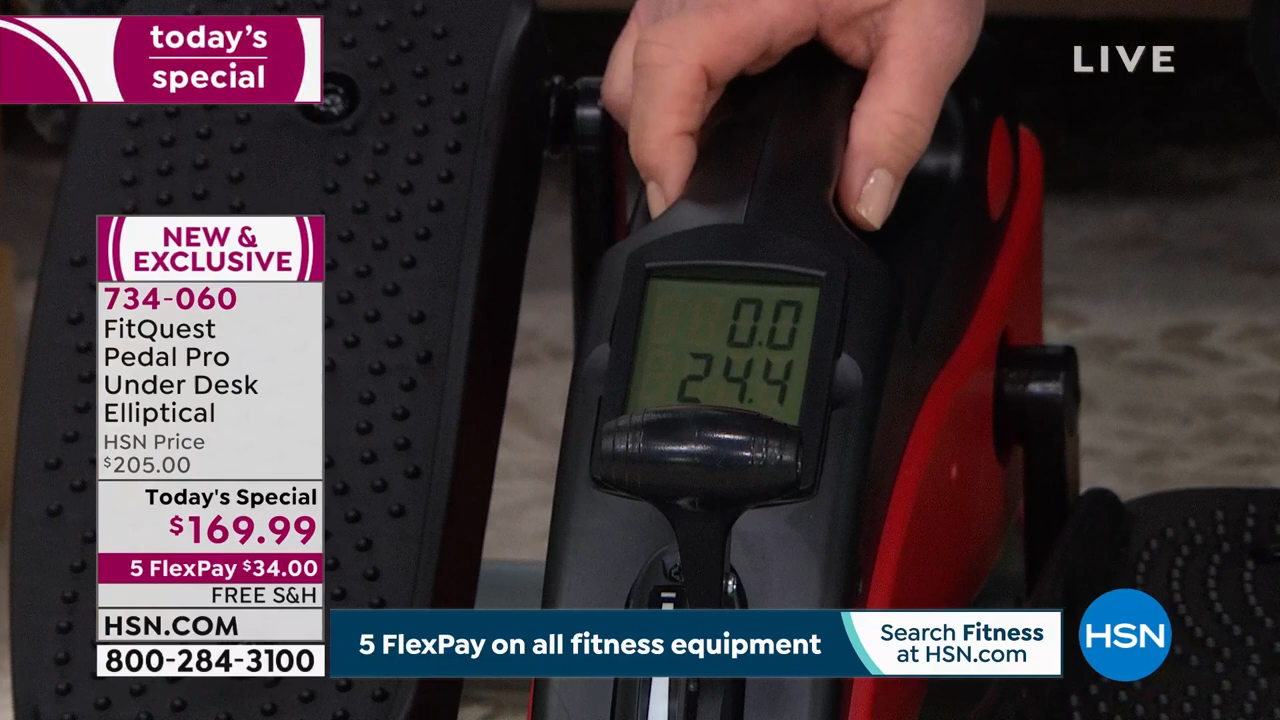 today's
special
LIVE
NEW &
EXCLUSIVE
734-060
FitQuest
Pedal Pro
Under Desk
Elliptical
HSN Price
$205.00
Today's Special
$169.99
5 FlexPay $34.00
FREE S&H
HSN.COM
800-284-3100
0.0
24.4
5 FlexPay on all fitness equipment
Search Fitness
at HSN.com
HSN